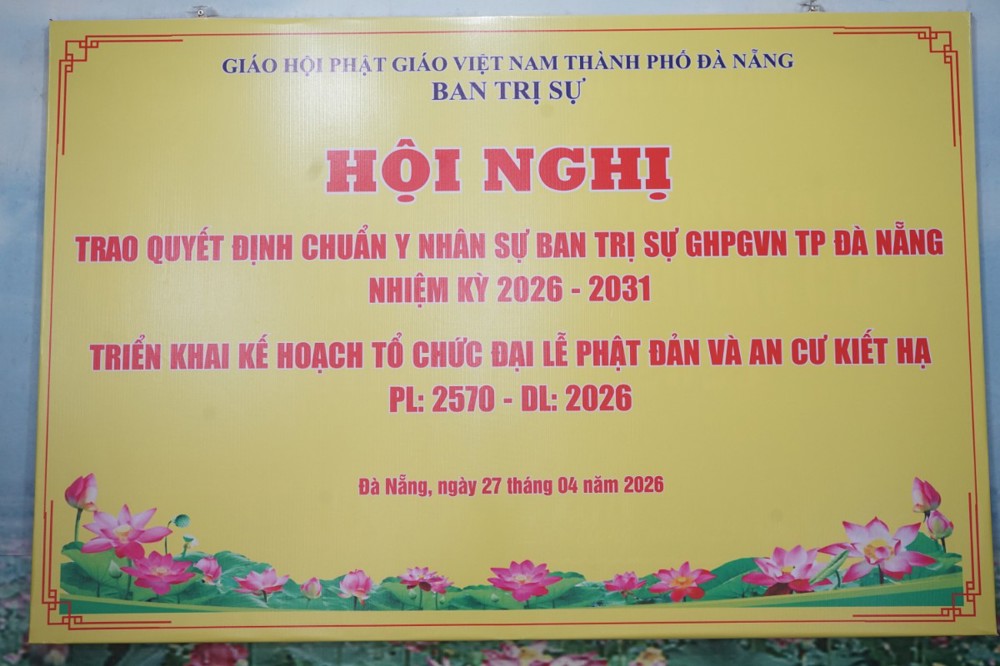 GIÁO HỘI PHẬT GIÁO VIỆT NAM THÀNH PHỐ ĐÀ NẴNG
BAN TRỊ SỰ
HỘI NGHỊ
TRAO QUYẾT ĐỊNH CHUẨN Y NHÂN SỰ BAN TRỊ SỰ GHPGVN TP ĐÀ NẴNG
NHIỆM KỲ 2026 - 2031
TRIỂN KHAI KẾ HOẠCH TỔ CHỨC ĐẠI LỄ PHẬT ĐẢN VÀ AN CƯ KIẾT HẠ
PL: 2570 - DL: 2026
Đà Nẵng, ngày 27 tháng 04 năm 2026